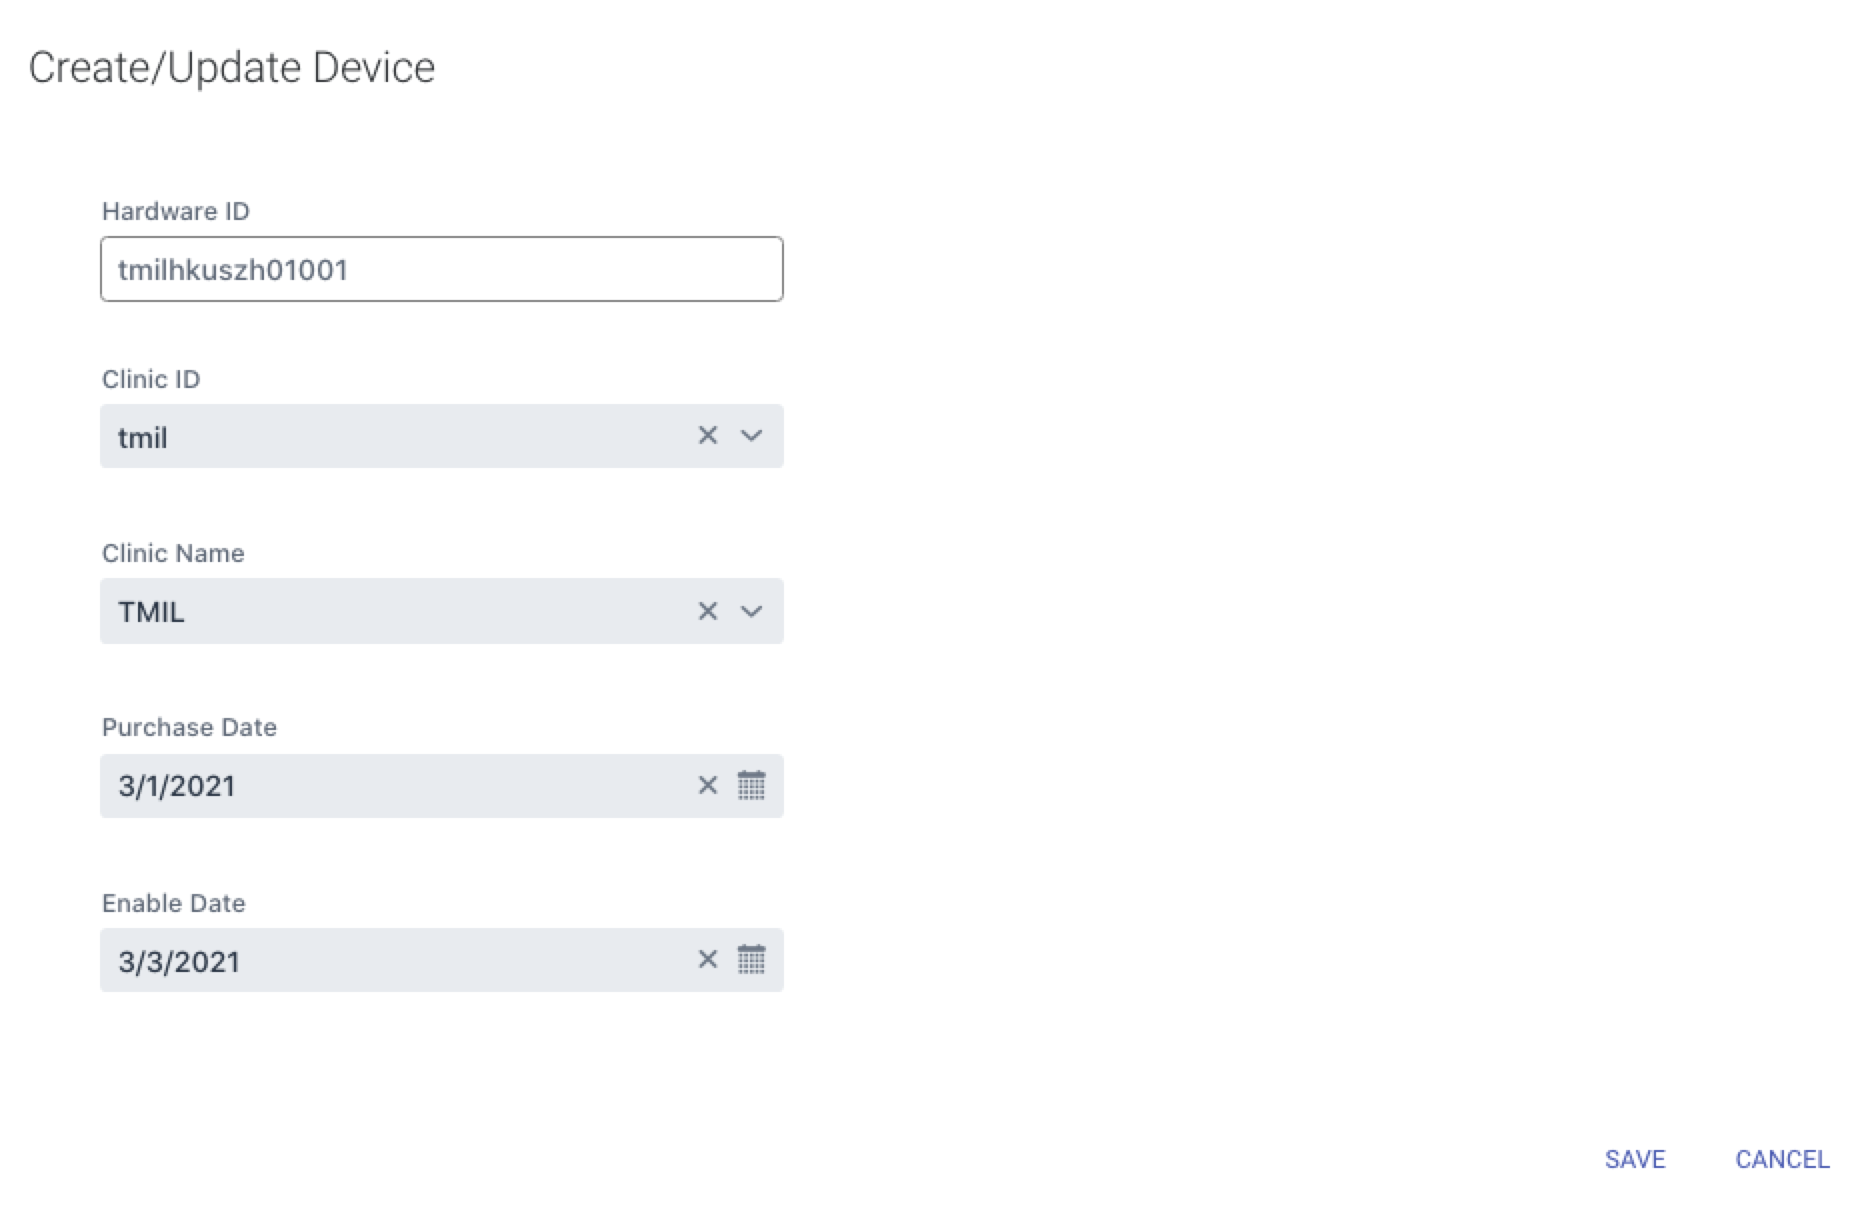 Create/Update Device
Hardware ID
tmilhkuszh01001
Clinic ID
tmil
Clinic Name
TMIL
Purchase Date
3/1/2021
Enable Date
3/3/2021
SAVE CANCEL